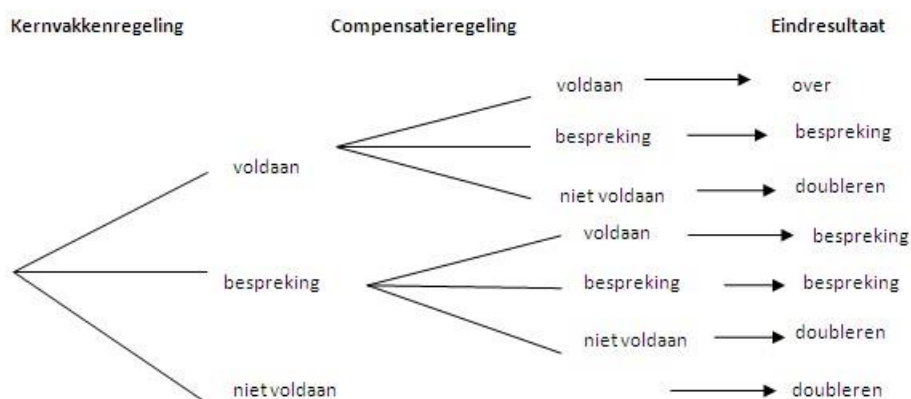 Kernvakkenregeling Compensatieregeling Eindresultaat
voldaan over
bespreking bespreking
voldaan
niet voldaan doubleren
voldaan bespreking
bespreking bespreking bespreking
niet voldaan doubleren
niet voldaan doubleren